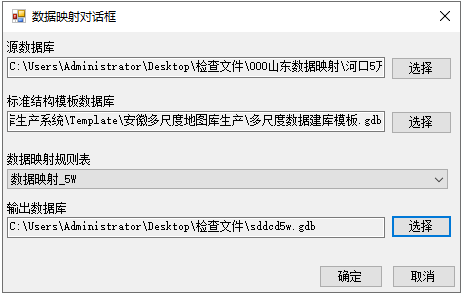 数据映射对话框
源数据库
C:\Users\Administrator\Desktop\检查文件\000山东数据映射\河口5万
选择
标准结构模板数据库
生产系统\Template\安徽多尺度地图库生产\多尺度数据建库模板.gdb
选择
数据映射规则表
数据映射_5W
输出数据库
C:\Users\Administrator\Desktop\检查文件\sddcd5w.gdb
选择
确定
取消